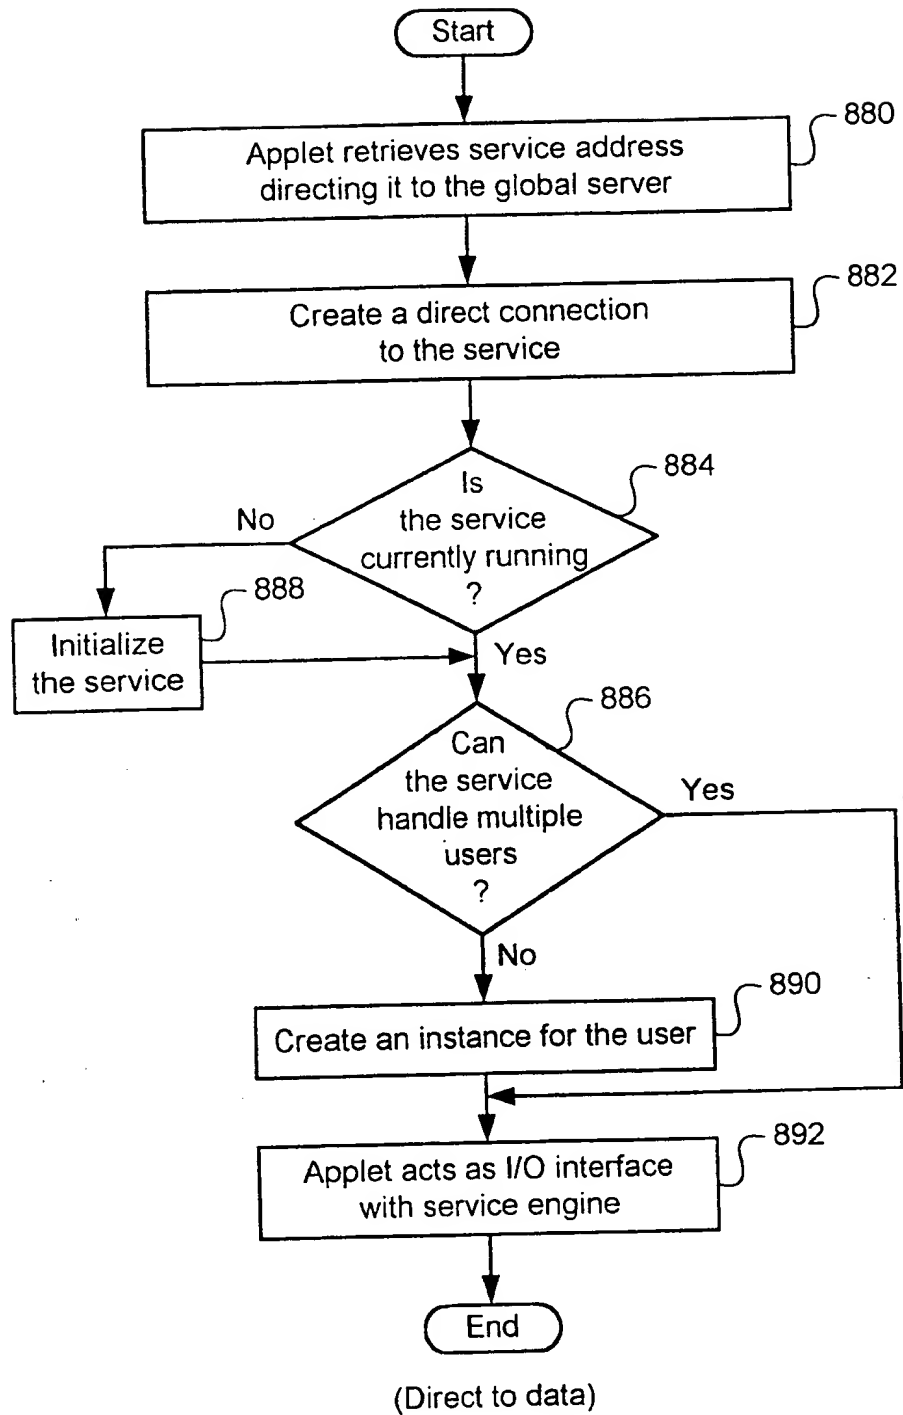 Start
880
Applet retrieves service address
directing it to the global server
882
Create a direct connection
to the service
884
Is
the service
currently running
?
No
888
Initialize
the service
Yes
886
Can
the service
handle multiple
users
?
Yes
No
890
Create an instance for the user
892
Applet acts as I/O interface
with service engine
End
(Direct to data)